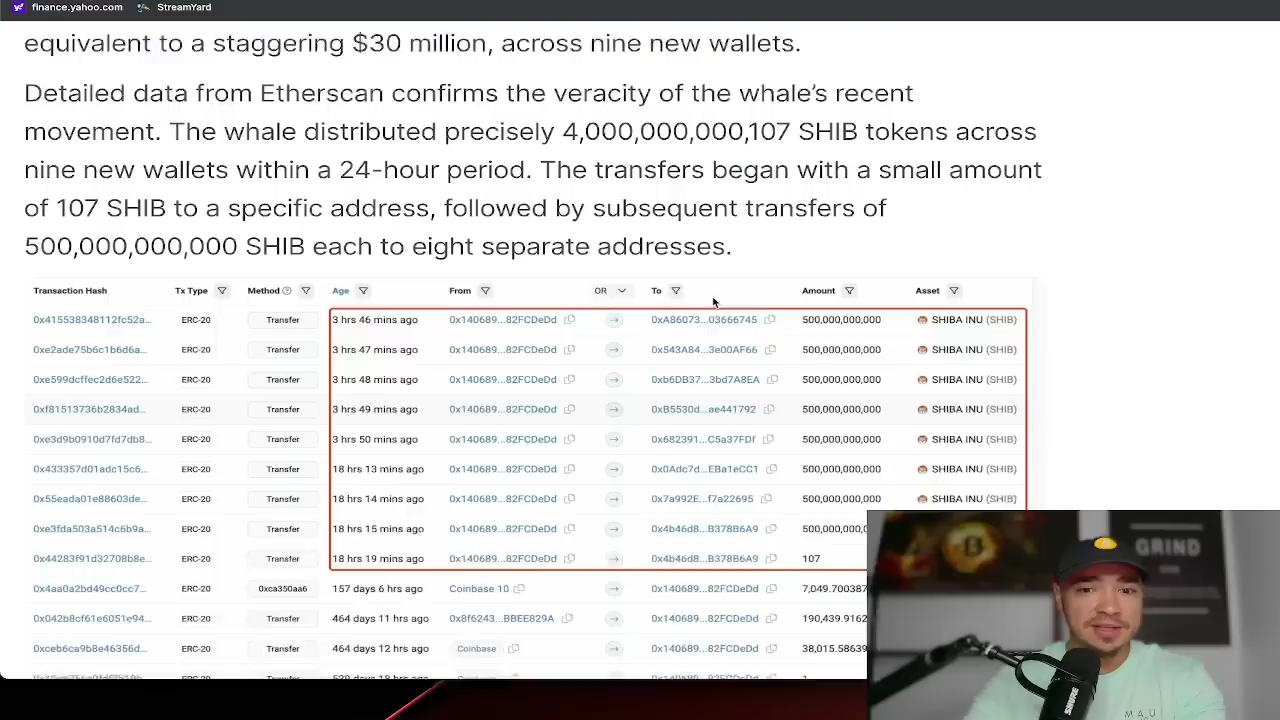 finance.yahoo.com StreamYard
equivalent to a staggering $30 million, across nine new wallets.
Detailed data from Etherscan confirms the veracity of the whale's recent
movement. The whale distributed precisely 4,000,000,000,107 SHIB tokens across
nine new wallets within a 24-hour period. The transfers began with a small amount
of 107 SHIB to a specific address, followed by subsequent transfers of
500,000,000,000 SHIB each to eight separate addresses.
Transaction Hash Tx Type Method Age From OR To Amount Asset
0x415538348112fc52a... ERC-20 Transfer 3 hrs 46 mins ago 0x140689...82FCDeDd 0xA86073...03666745 500,000,000,000 SHIBA INU (SHIB)
0xe2ade75b6c1b6d6a... ERC-20 Transfer 3 hrs 47 mins ago 0x140689...82FCDeDd 0x543A84...3e00AF66 500,000,000,000 SHIBA INU (SHIB)
0xe599dcffec2d6e522... ERC-20 Transfer 3 hrs 48 mins ago 0x140689...82FCDeDd 0xb6DB37...3bd7A8EA 500,000,000,000 SHIBA INU (SHIB)
0xf81513736b2834ad... ERC-20 Transfer 3 hrs 49 mins ago 0x140689...82FCDeDd 0xB5530d...ae441792 500,000,000,000 SHIBA INU (SHIB)
0xe3d9b0910d7fd7db8... ERC-20 Transfer 3 hrs 50 mins ago 0x140689...82FCDeDd 0x682391...C5a37FDf 500,000,000,000 SHIBA INU (SHIB)
0x433357d01adc15c6... ERC-20 Transfer 18 hrs 13 mins ago 0x140689...82FCDeDd 0x0Adc7d...EBa1eCC1 500,000,000,000 SHIBA INU (SHIB)
0x55eada01e88603de... ERC-20 Transfer 18 hrs 14 mins ago 0x140689...82FCDeDd 0x7a992E...f7a22695 500,000,000,000 SHIBA INU (SHIB)
0xe3fda503a514c6b9a... ERC-20 Transfer 18 hrs 15 mins ago 0x140689...82FCDeDd 0x4b46d8...B378B6A9 500,000,0
0x44283f91d32708b8e... ERC-20 Transfer 18 hrs 19 mins ago 0x140689...82FCDeDd 0x4b46d8...B378B6A9 107
0x4aa0a2bd49cc0cc7... ERC-20 0xca350aa6 157 days 6 hrs ago Coinbase 10 0x140689...82FCDeDd 7,049.700387
0x042b8cf61e6051e94... ERC-20 Transfer 464 days 11 hrs ago 0x8f6243...BBEE829A 0x140689...82FCDeDd 190,439.9162
0xceb6ca9b8e46356d... ERC-20 Transfer 464 days 12 hrs ago Coinbase 0x140689...82FCDeDd 38,015.58639
GRIND
SHURE
MAUI